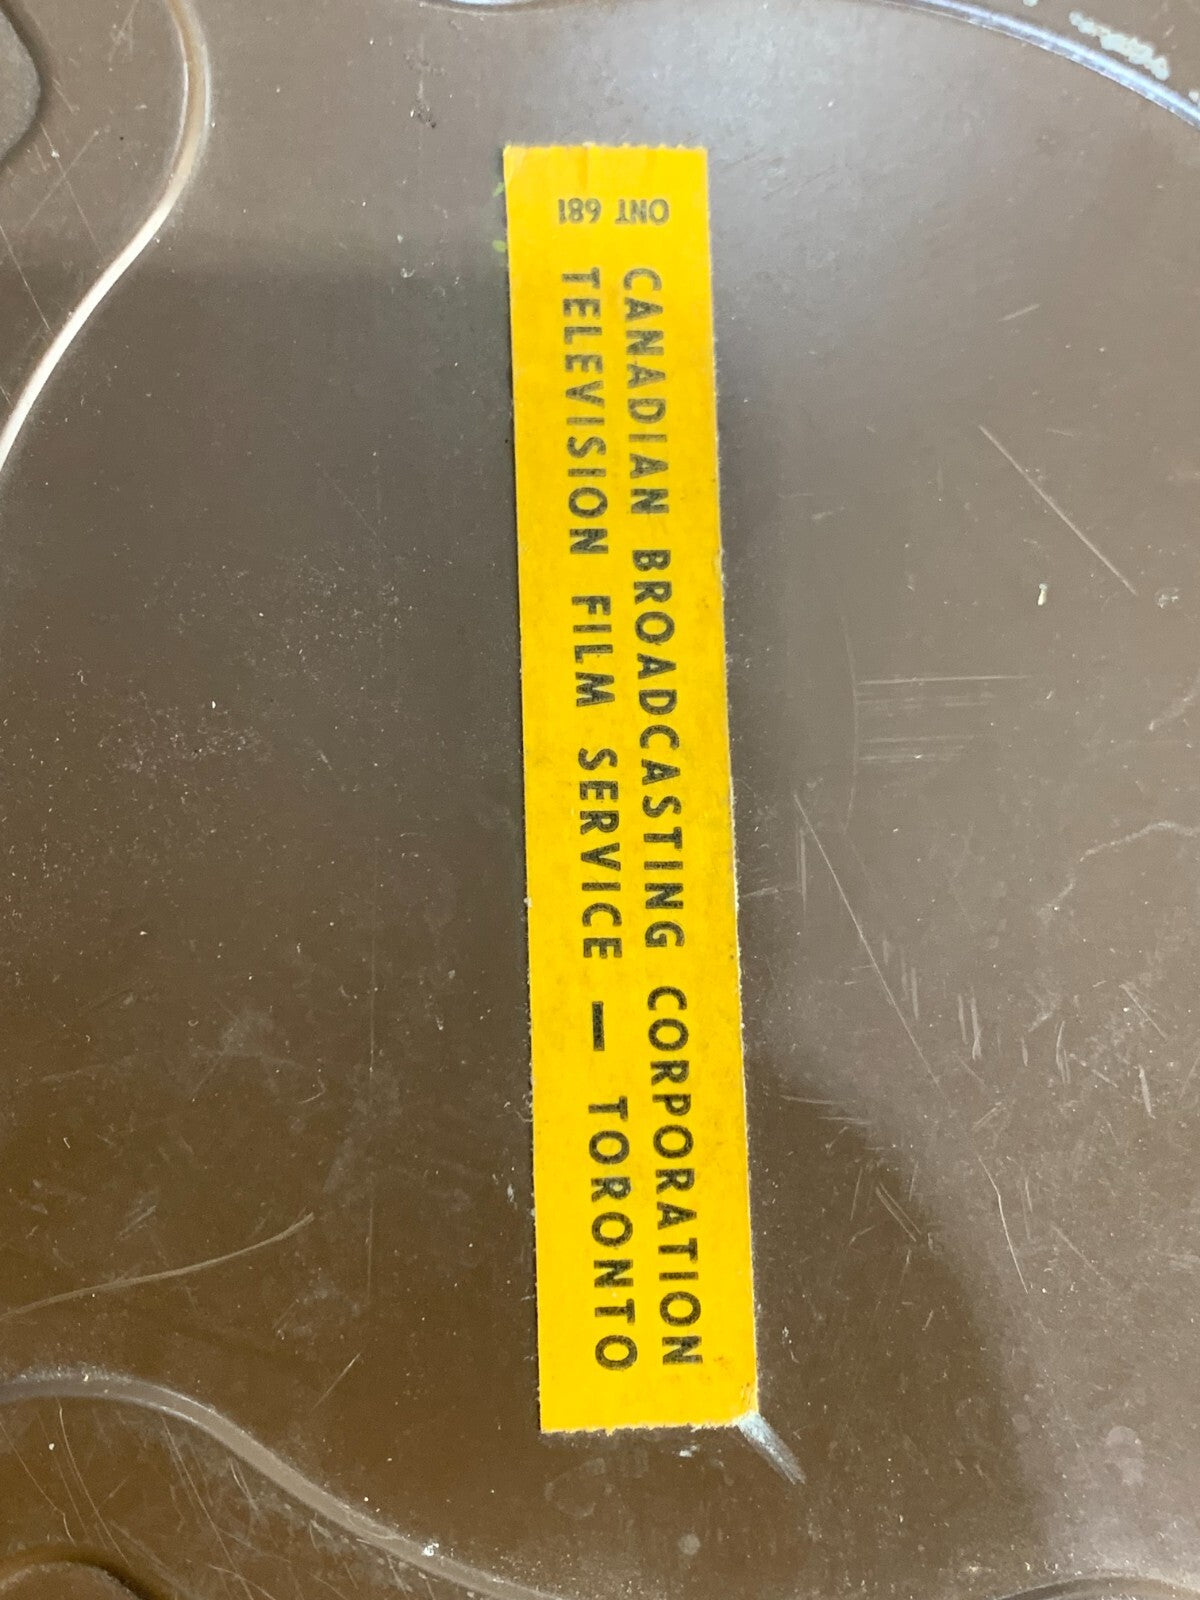 CANADIAN BROADCASTING CORPORATION
TELEVISION FILM SERVICE — TORONTO
ONT 681